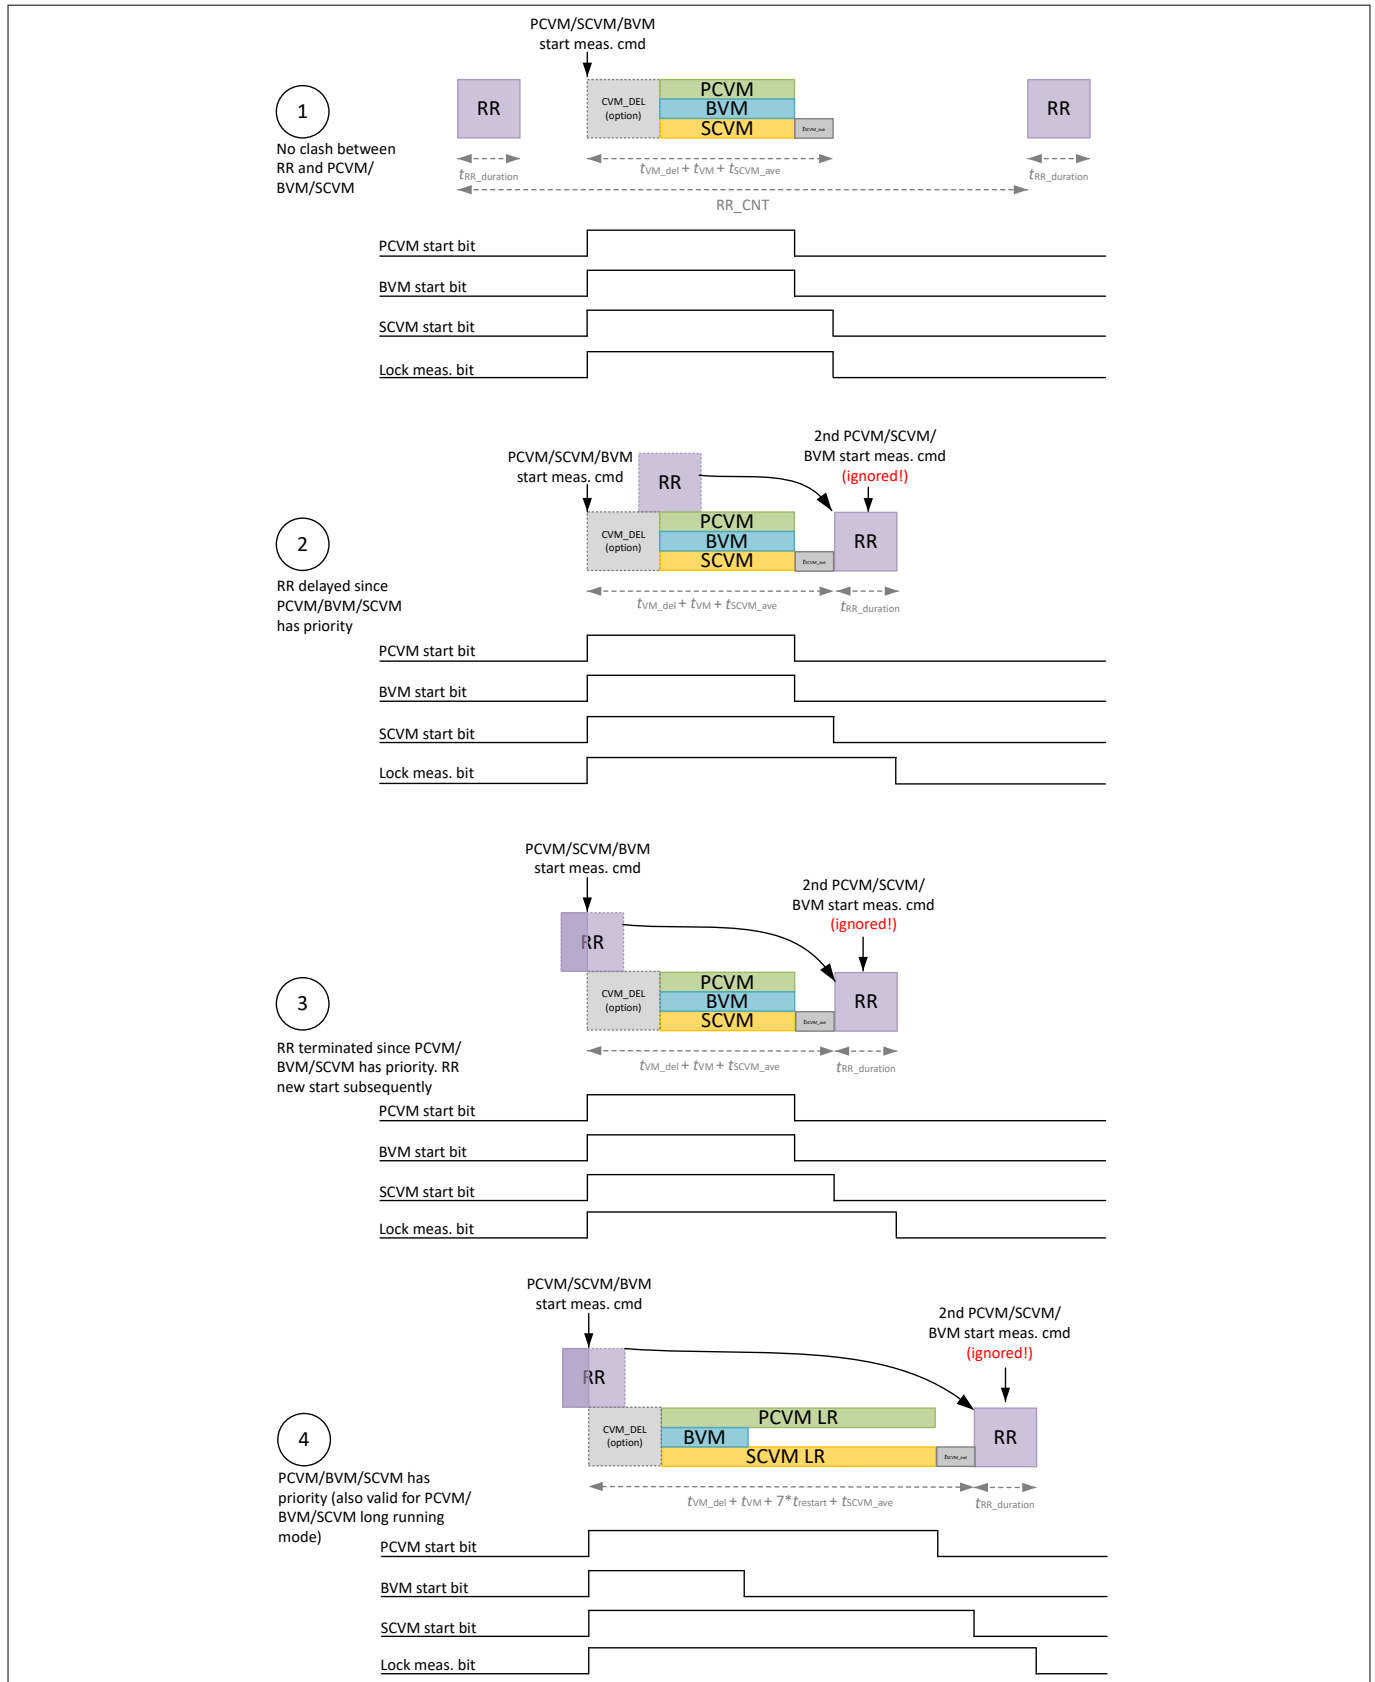 PCVM/SCVM/BVM
start meas. cmd
1
No clash between
RR and PCVM/
BVM/SCVM
RR
CVM_DEL
(option)
PCVM
BVM
SCVM
tSCVM_ave
RR
tRR_duration
tVM_del + tVM + tSCVM_ave
tRR_duration
RR_CNT
PCVM start bit
BVM start bit
SCVM start bit
Lock meas. bit
PCVM/SCVM/BVM
start meas. cmd
2nd PCVM/SCVM/
BVM start meas. cmd
(ignored!)
2
RR delayed since
PCVM/BVM/SCVM
has priority
RR
CVM_DEL
(option)
PCVM
BVM
SCVM
tSCVM_ave
RR
tVM_del + tVM + tSCVM_ave
tRR_duration
PCVM start bit
BVM start bit
SCVM start bit
Lock meas. bit
PCVM/SCVM/BVM
start meas. cmd
2nd PCVM/SCVM/
BVM start meas. cmd
(ignored!)
3
RR terminated since PCVM/
BVM/SCVM has priority. RR
new start subsequently
RR
CVM_DEL
(option)
PCVM
BVM
SCVM
tSCVM_ave
RR
tVM_del + tVM + tSCVM_ave
tRR_duration
PCVM start bit
BVM start bit
SCVM start bit
Lock meas. bit
PCVM/SCVM/BVM
start meas. cmd
2nd PCVM/SCVM/
BVM start meas. cmd
(ignored!)
4
PCVM/BVM/SCVM has
priority (also valid for PCVM/
BVM/SCVM long running
mode)
RR
CVM_DEL
(option)
PCVM LR
BVM
SCVM LR
tSCVM_ave
RR
tVM_del + tVM + 7*trestart + tSCVM_ave
tRR_duration
PCVM start bit
BVM start bit
SCVM start bit
Lock meas. bit